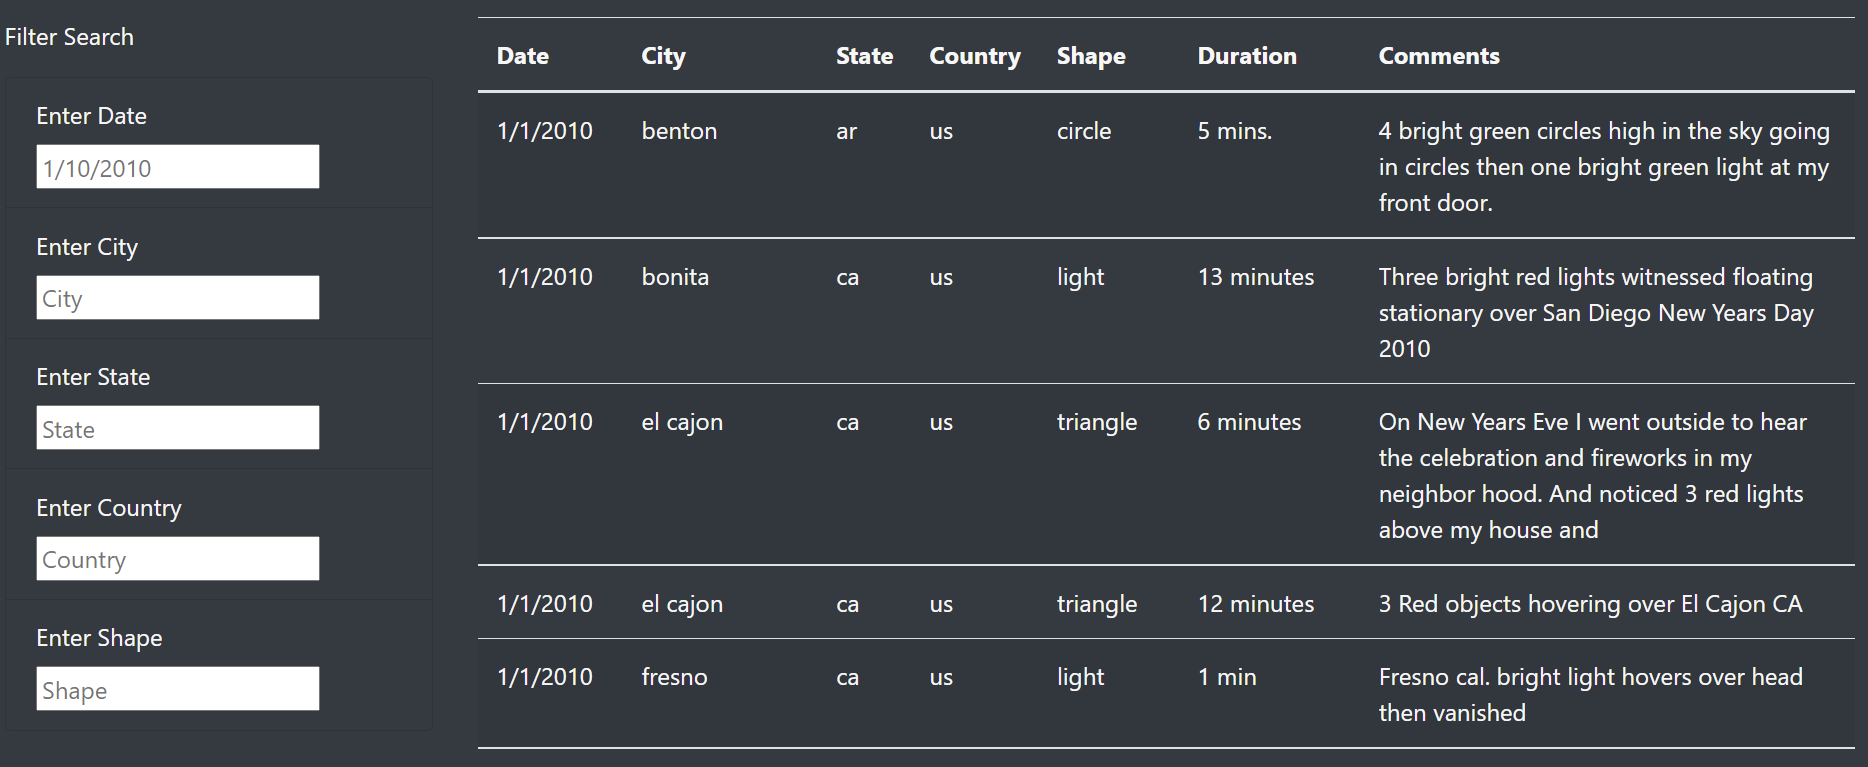 Filter Search
Enter Date
1/10/2010
Enter City
City
Enter State
State
Enter Country
Country
Enter Shape
Shape
Date City State Country Shape Duration Comments
1/1/2010 benton ar us circle 5 mins. 4 bright green circles high in the sky going
in circles then one bright green light at my
front door.
1/1/2010 bonita ca us light 13 minutes Three bright red lights witnessed floating
stationary over San Diego New Years Day
2010
1/1/2010 el cajon ca us triangle 6 minutes On New Years Eve I went outside to hear
the celebration and fireworks in my
neighbor hood. And noticed 3 red lights
above my house and
1/1/2010 el cajon ca us triangle 12 minutes 3 Red objects hovering over El Cajon CA
1/1/2010 fresno ca us light 1 min Fresno cal. bright light hovers over head
then vanished